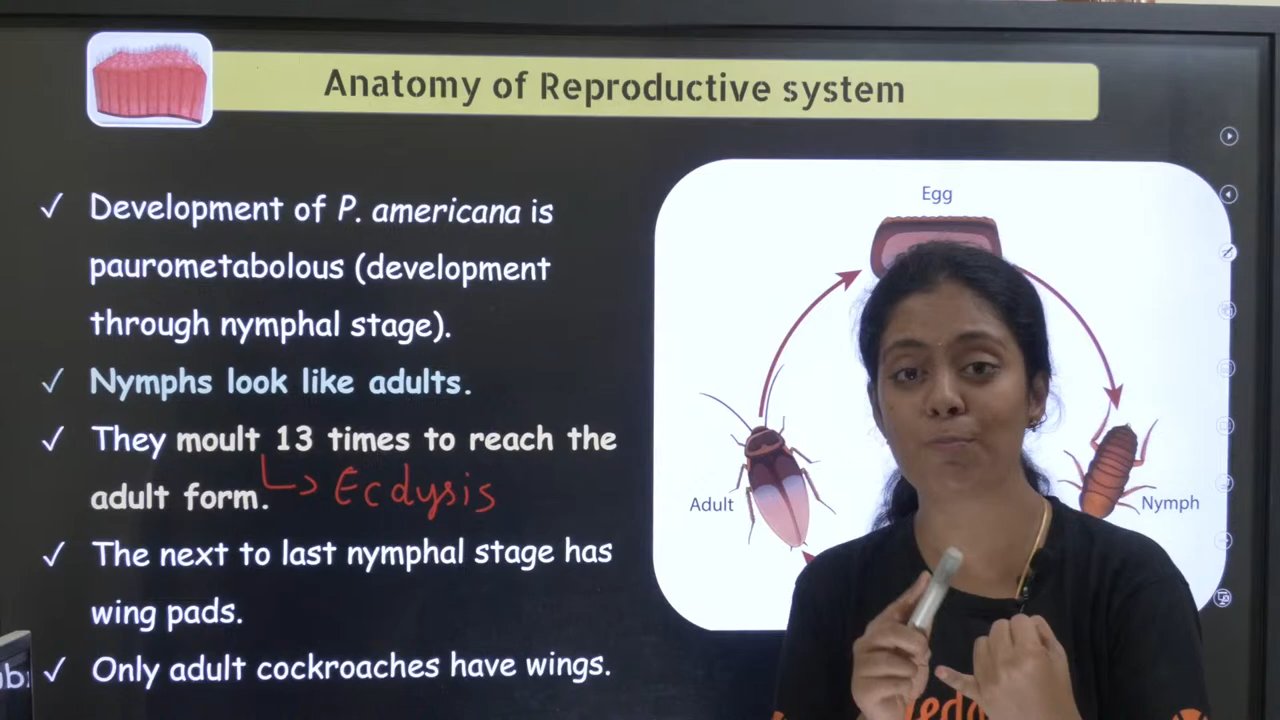 Anatomy of Reproductive system
✓ Development of P. americana is
paurometabolous (development
through nymphal stage).
✓ Nymphs look like adults.
✓ They moult 13 times to reach the
adult form. Ecdysis
✓ The next to last nymphal stage has
wing pads.
✓ Only adult cockroaches have wings.
Egg
Adult
Nymph